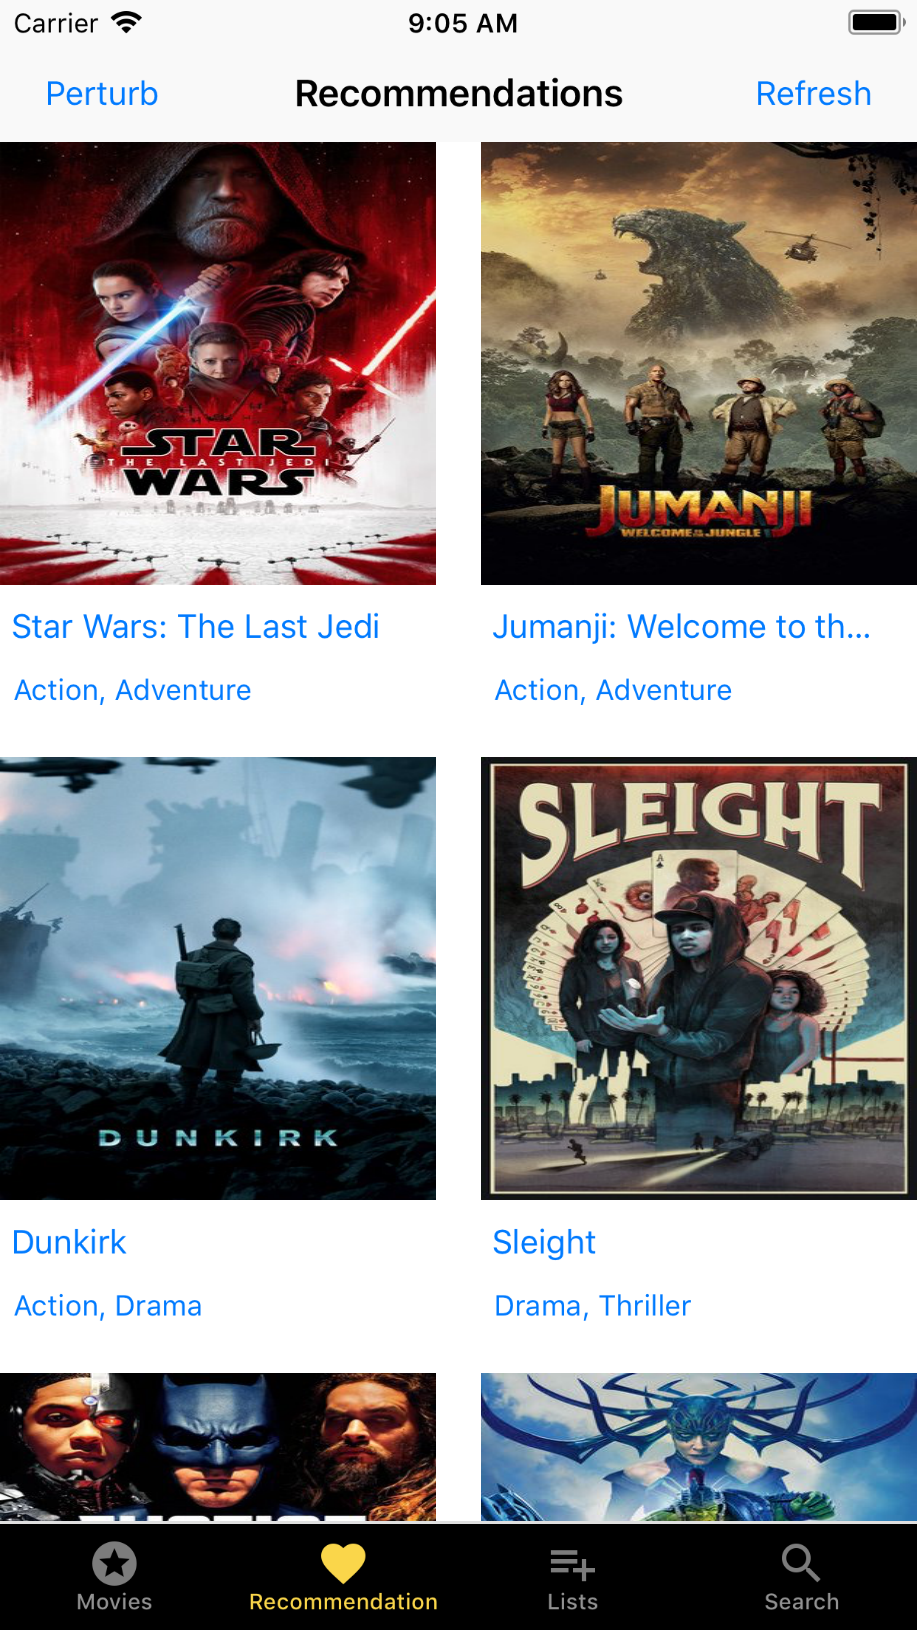 Carrier 9:05 AM
Perturb Recommendations Refresh
STAR
THE LAST JEDI
WARS
JUMANJI
WELCOME TO THE JUNGLE
Star Wars: The Last Jedi
Jumanji: Welcome to th...
Action, Adventure
Action, Adventure
DUNKIRK
SLEIGHT
A
Dunkirk
Sleight
Action, Drama
Drama, Thriller
JUSTICE
Movies Recommendation Lists Search